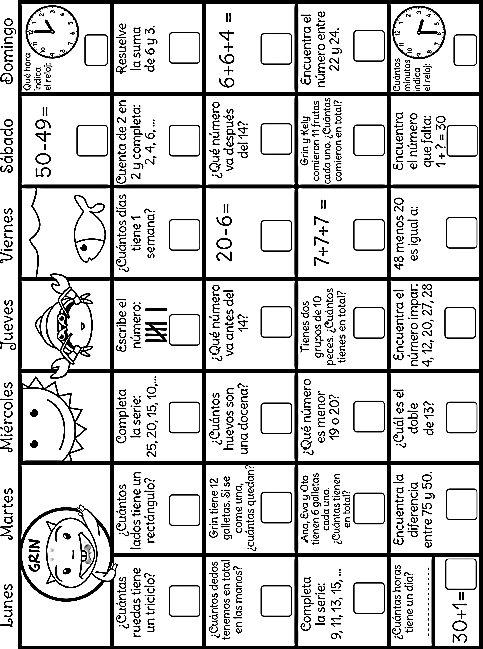 Lunes
Martes
Miércoles
Jueves
Viernes
Sábado
Domingo
GRIN
50-49=
Qué hora
indica
el reloj:
¿Cuántas
ruedas tiene
un triciclo?
¿Cuántos
lados tiene un
rectángulo?
Completa
la serie:
25, 20, 15, 10,...
Escribe el
número:
¿Cuántos días
tiene 1
semana?
Cuenta de 2 en
2 y completa:
2, 4, 6, ...
Resuelve
la suma
de 6 y 3.
¿Cuántos dedos
tenemos en total
en las manos?
Grin tiene 12
galletas. Si se
come una,
¿cuántas quedan?
¿Cuántos
huevos son
una docena?
¿Qué número
va antes del
14?
20-6=
¿Qué número
va después
del 14?
6+6+4 =
Completa
la serie:
9, 11, 13, 15, ...
Ana, Eva y Oto
tienen 6 galletas
cada uno.
¿Cuántas tienen
en total?
¿Qué número
es menor
19 o 20?
Tienes dos
grupos de 10
peces. ¿Cuántos
tienes en total?
7+7+7 =
Grin y Kely
comieron 11 frutas
cada uno. ¿Cuántas
comieron en total?
Encuentra el
número entre
22 y 24.
¿Cuántas horas
tiene un día?
30+1=
Encuentra la
diferencia
entre 75 y 50.
¿Cuál es el
doble
de 13?
Encuentra el
número impar:
4, 12, 20, 27, 28
48 menos 20
es igual a:
Encuentra
el número
que falta:
1 + ? = 30
Cuántos
minutos
indica
el reloj: